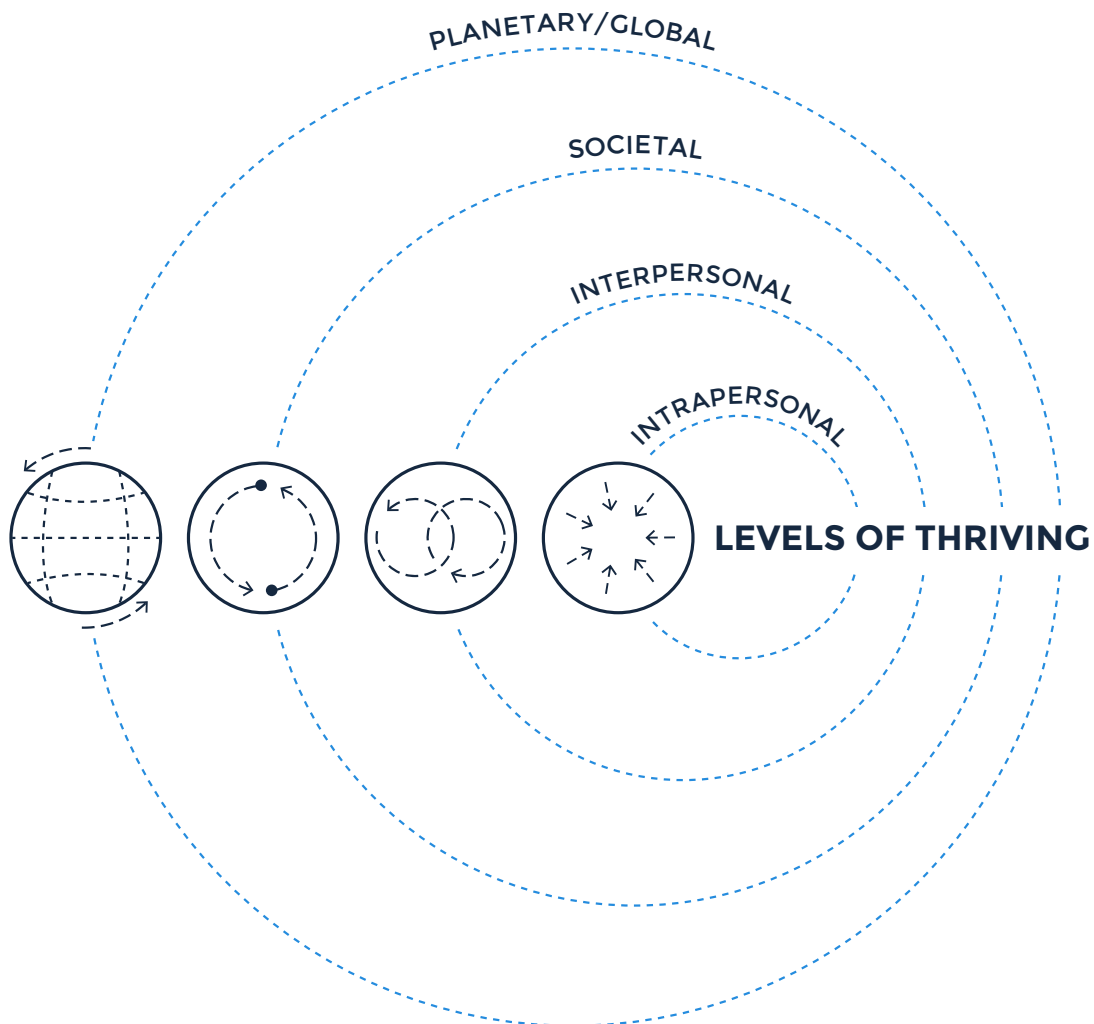 PLANETARY/GLOBAL
SOCIETAL
INTERPERSONAL
INTRAPERSONAL
LEVELS OF THRIVING